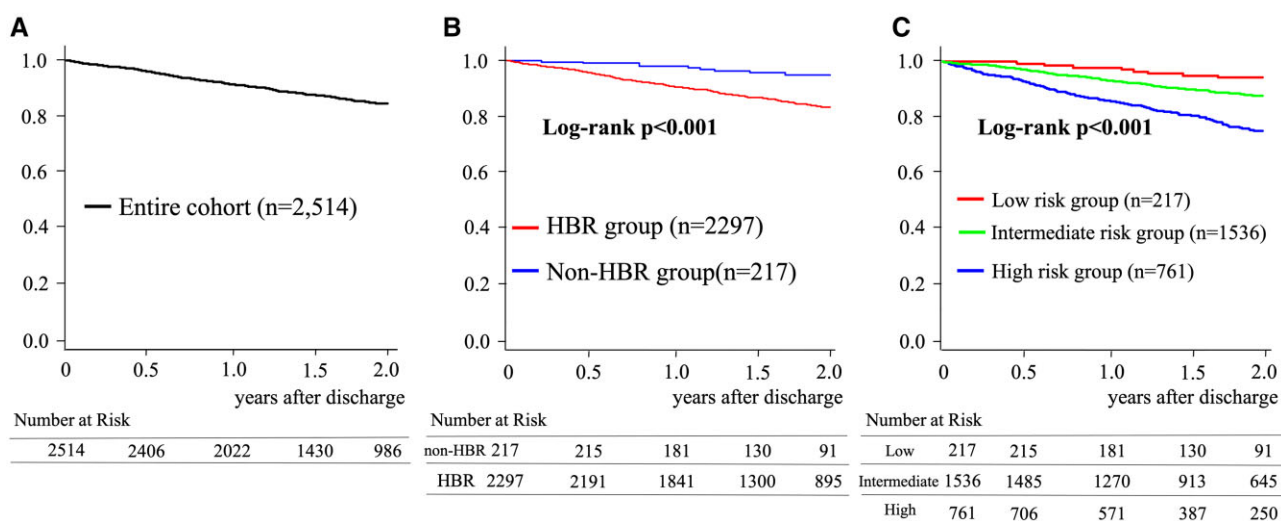 A
1.0
0.8
0.6
0.4
0.2
0.0
Entire cohort (n=2,514)
0 0.5 1.0 1.5 2.0
years after discharge
Number at Risk
2514 2406 2022 1430 986
B
1.0
0.8
0.6
0.4
0.2
0.0
Log-rank p<0.001
HBR group (n=2297)
Non-HBR group(n=217)
0 0.5 1.0 1.5 2.0
years after discharge
Number at Risk
non-HBR 217 215 181 130 91
HBR 2297 2191 1841 1300 895
C
1.0
0.8
0.6
0.4
0.2
0.0
Log-rank p<0.001
Low risk group (n=217)
Intermediate risk group (n=1536)
High risk group (n=761)
0 0.5 1.0 1.5 2.0
years after discharge
Number at Risk
Low 217 215 181 130 91
Intermediate 1536 1485 1270 913 645
High 761 706 571 387 250